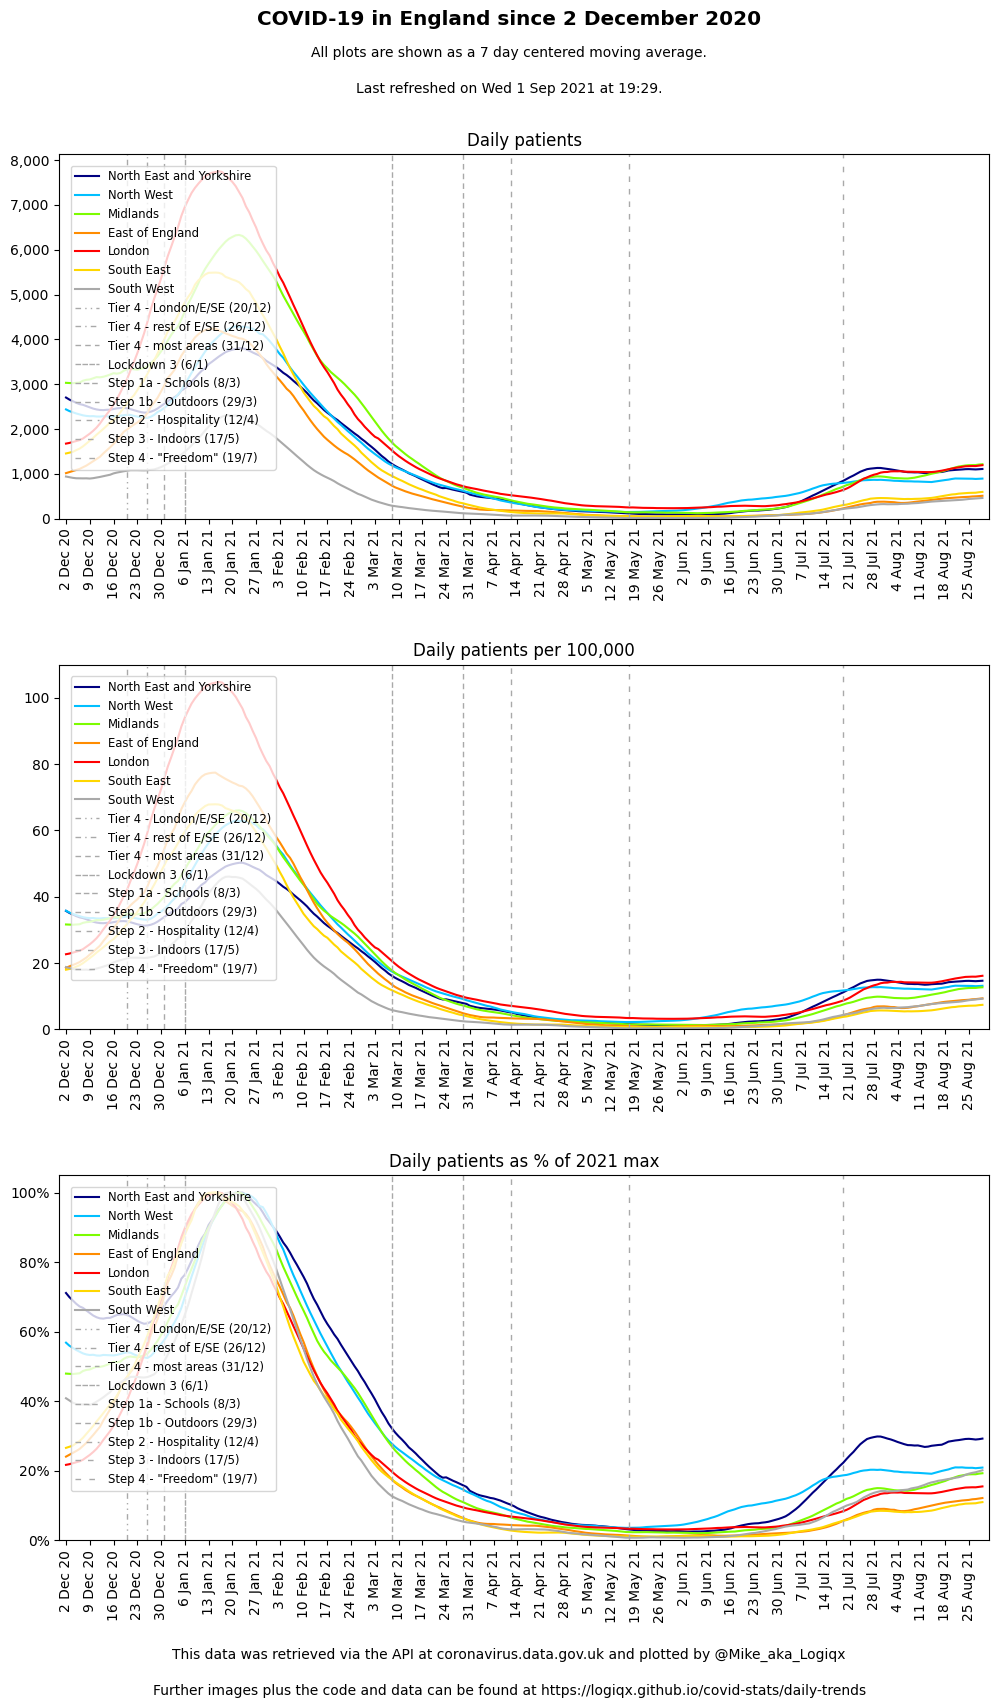 COVID-19 in England since 2 December 2020
All plots are shown as a 7 day centered moving average.
Last refreshed on Wed 1 Sep 2021 at 19:29.
Daily patients
8,000
7,000
6,000
5,000
4,000
3,000
2,000
1,000
0
North East and Yorkshire
North West
Midlands
East of England
London
South East
South West
Tier 4 - London/E/SE (20/12)
Tier 4 - rest of E/SE (26/12)
Tier 4 - most areas (31/12)
Lockdown 3 (6/1)
Step 1a - Schools (8/3)
Step 1b - Outdoors (29/3)
Step 2 - Hospitality (12/4)
Step 3 - Indoors (17/5)
Step 4 - "Freedom" (19/7)
2 Dec 20
9 Dec 20
16 Dec 20
23 Dec 20
30 Dec 20
6 Jan 21
13 Jan 21
20 Jan 21
27 Jan 21
3 Feb 21
10 Feb 21
17 Feb 21
24 Feb 21
3 Mar 21
10 Mar 21
17 Mar 21
24 Mar 21
31 Mar 21
7 Apr 21
14 Apr 21
21 Apr 21
28 Apr 21
5 May 21
12 May 21
19 May 21
26 May 21
2 Jun 21
9 Jun 21
16 Jun 21
23 Jun 21
30 Jun 21
7 Jul 21
14 Jul 21
21 Jul 21
28 Jul 21
4 Aug 21
11 Aug 21
18 Aug 21
25 Aug 21
Daily patients per 100,000
100
80
60
40
20
0
North East and Yorkshire
North West
Midlands
East of England
London
South East
South West
Tier 4 - London/E/SE (20/12)
Tier 4 - rest of E/SE (26/12)
Tier 4 - most areas (31/12)
Lockdown 3 (6/1)
Step 1a - Schools (8/3)
Step 1b - Outdoors (29/3)
Step 2 - Hospitality (12/4)
Step 3 - Indoors (17/5)
Step 4 - "Freedom" (19/7)
2 Dec 20
9 Dec 20
16 Dec 20
23 Dec 20
30 Dec 20
6 Jan 21
13 Jan 21
20 Jan 21
27 Jan 21
3 Feb 21
10 Feb 21
17 Feb 21
24 Feb 21
3 Mar 21
10 Mar 21
17 Mar 21
24 Mar 21
31 Mar 21
7 Apr 21
14 Apr 21
21 Apr 21
28 Apr 21
5 May 21
12 May 21
19 May 21
26 May 21
2 Jun 21
9 Jun 21
16 Jun 21
23 Jun 21
30 Jun 21
7 Jul 21
14 Jul 21
21 Jul 21
28 Jul 21
4 Aug 21
11 Aug 21
18 Aug 21
25 Aug 21
Daily patients as % of 2021 max
100%
80%
60%
40%
20%
0%
North East and Yorkshire
North West
Midlands
East of England
London
South East
South West
Tier 4 - London/E/SE (20/12)
Tier 4 - rest of E/SE (26/12)
Tier 4 - most areas (31/12)
Lockdown 3 (6/1)
Step 1a - Schools (8/3)
Step 1b - Outdoors (29/3)
Step 2 - Hospitality (12/4)
Step 3 - Indoors (17/5)
Step 4 - "Freedom" (19/7)
2 Dec 20
9 Dec 20
16 Dec 20
23 Dec 20
30 Dec 20
6 Jan 21
13 Jan 21
20 Jan 21
27 Jan 21
3 Feb 21
10 Feb 21
17 Feb 21
24 Feb 21
3 Mar 21
10 Mar 21
17 Mar 21
24 Mar 21
31 Mar 21
7 Apr 21
14 Apr 21
21 Apr 21
28 Apr 21
5 May 21
12 May 21
19 May 21
26 May 21
2 Jun 21
9 Jun 21
16 Jun 21
23 Jun 21
30 Jun 21
7 Jul 21
14 Jul 21
21 Jul 21
28 Jul 21
4 Aug 21
11 Aug 21
18 Aug 21
25 Aug 21
This data was retrieved via the API at coronavirus.data.gov.uk and plotted by @Mike_aka_Logiqx
Further images plus the code and data can be found at https://logiqx.github.io/covid-stats/daily-trends